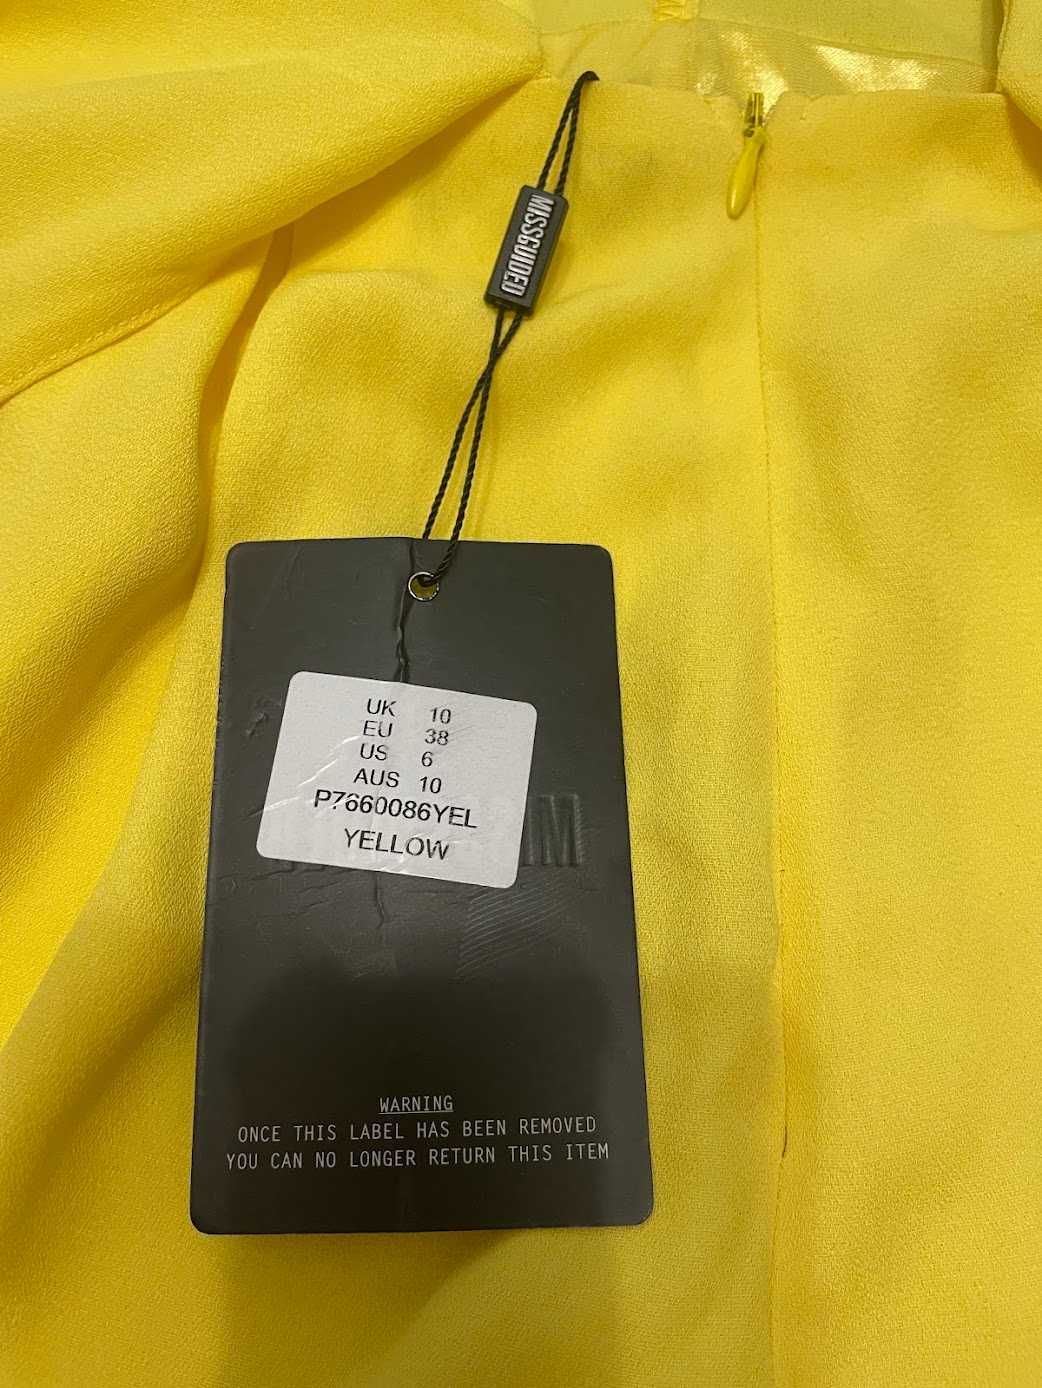 MISSGUIDED
UK 10
EU 38
US 6
AUS 10
P7660086YEL
YELLOW
WARNING
ONCE THIS LABEL HAS BEEN REMOVED
YOU CAN NO LONGER RETURN THIS ITEM